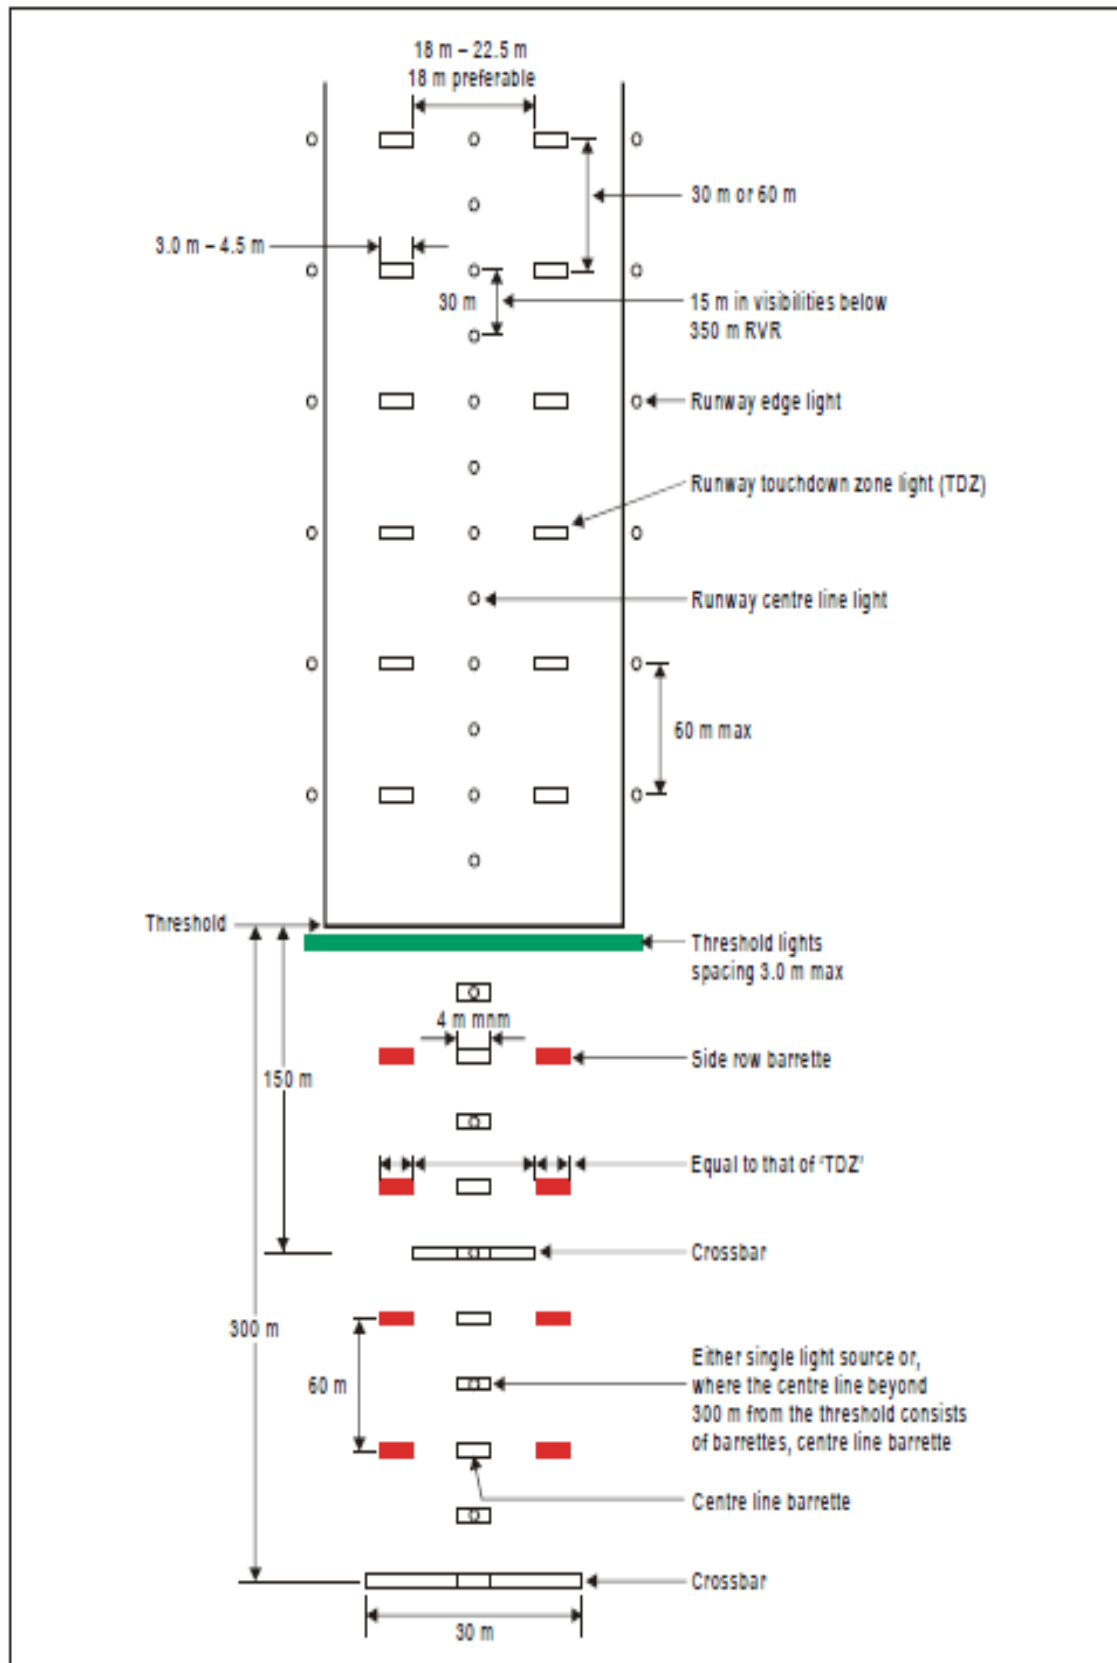 18 m – 22.5 m
18 m preferable
30 m or 60 m
3.0 m – 4.5 m
30 m
15 m in visibilities below
350 m RVR
Runway edge light
Runway touchdown zone light (TDZ)
Runway centre line light
60 m max
Threshold
Threshold lights
spacing 3.0 m max
4 m mnm
Side row barrette
150 m
Equal to that of “TDZ”
Crossbar
300 m
60 m
Either single light source or,
where the centre line beyond
300 m from the threshold consists
of barrettes, centre line barrette
Centre line barrette
Crossbar
30 m